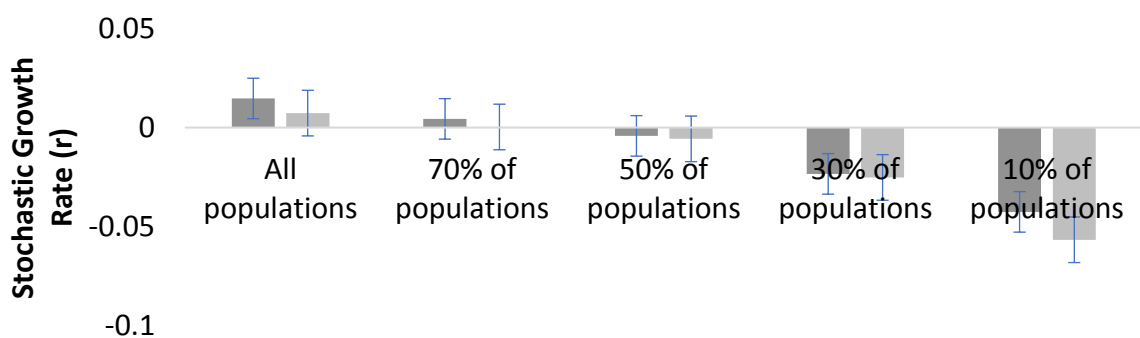 Stochastic Growth
Rate (r)
0.05
0
-0.05
-0.1
All
populations
70% of
populations
50% of
populations
30% of
populations
10% of
populations